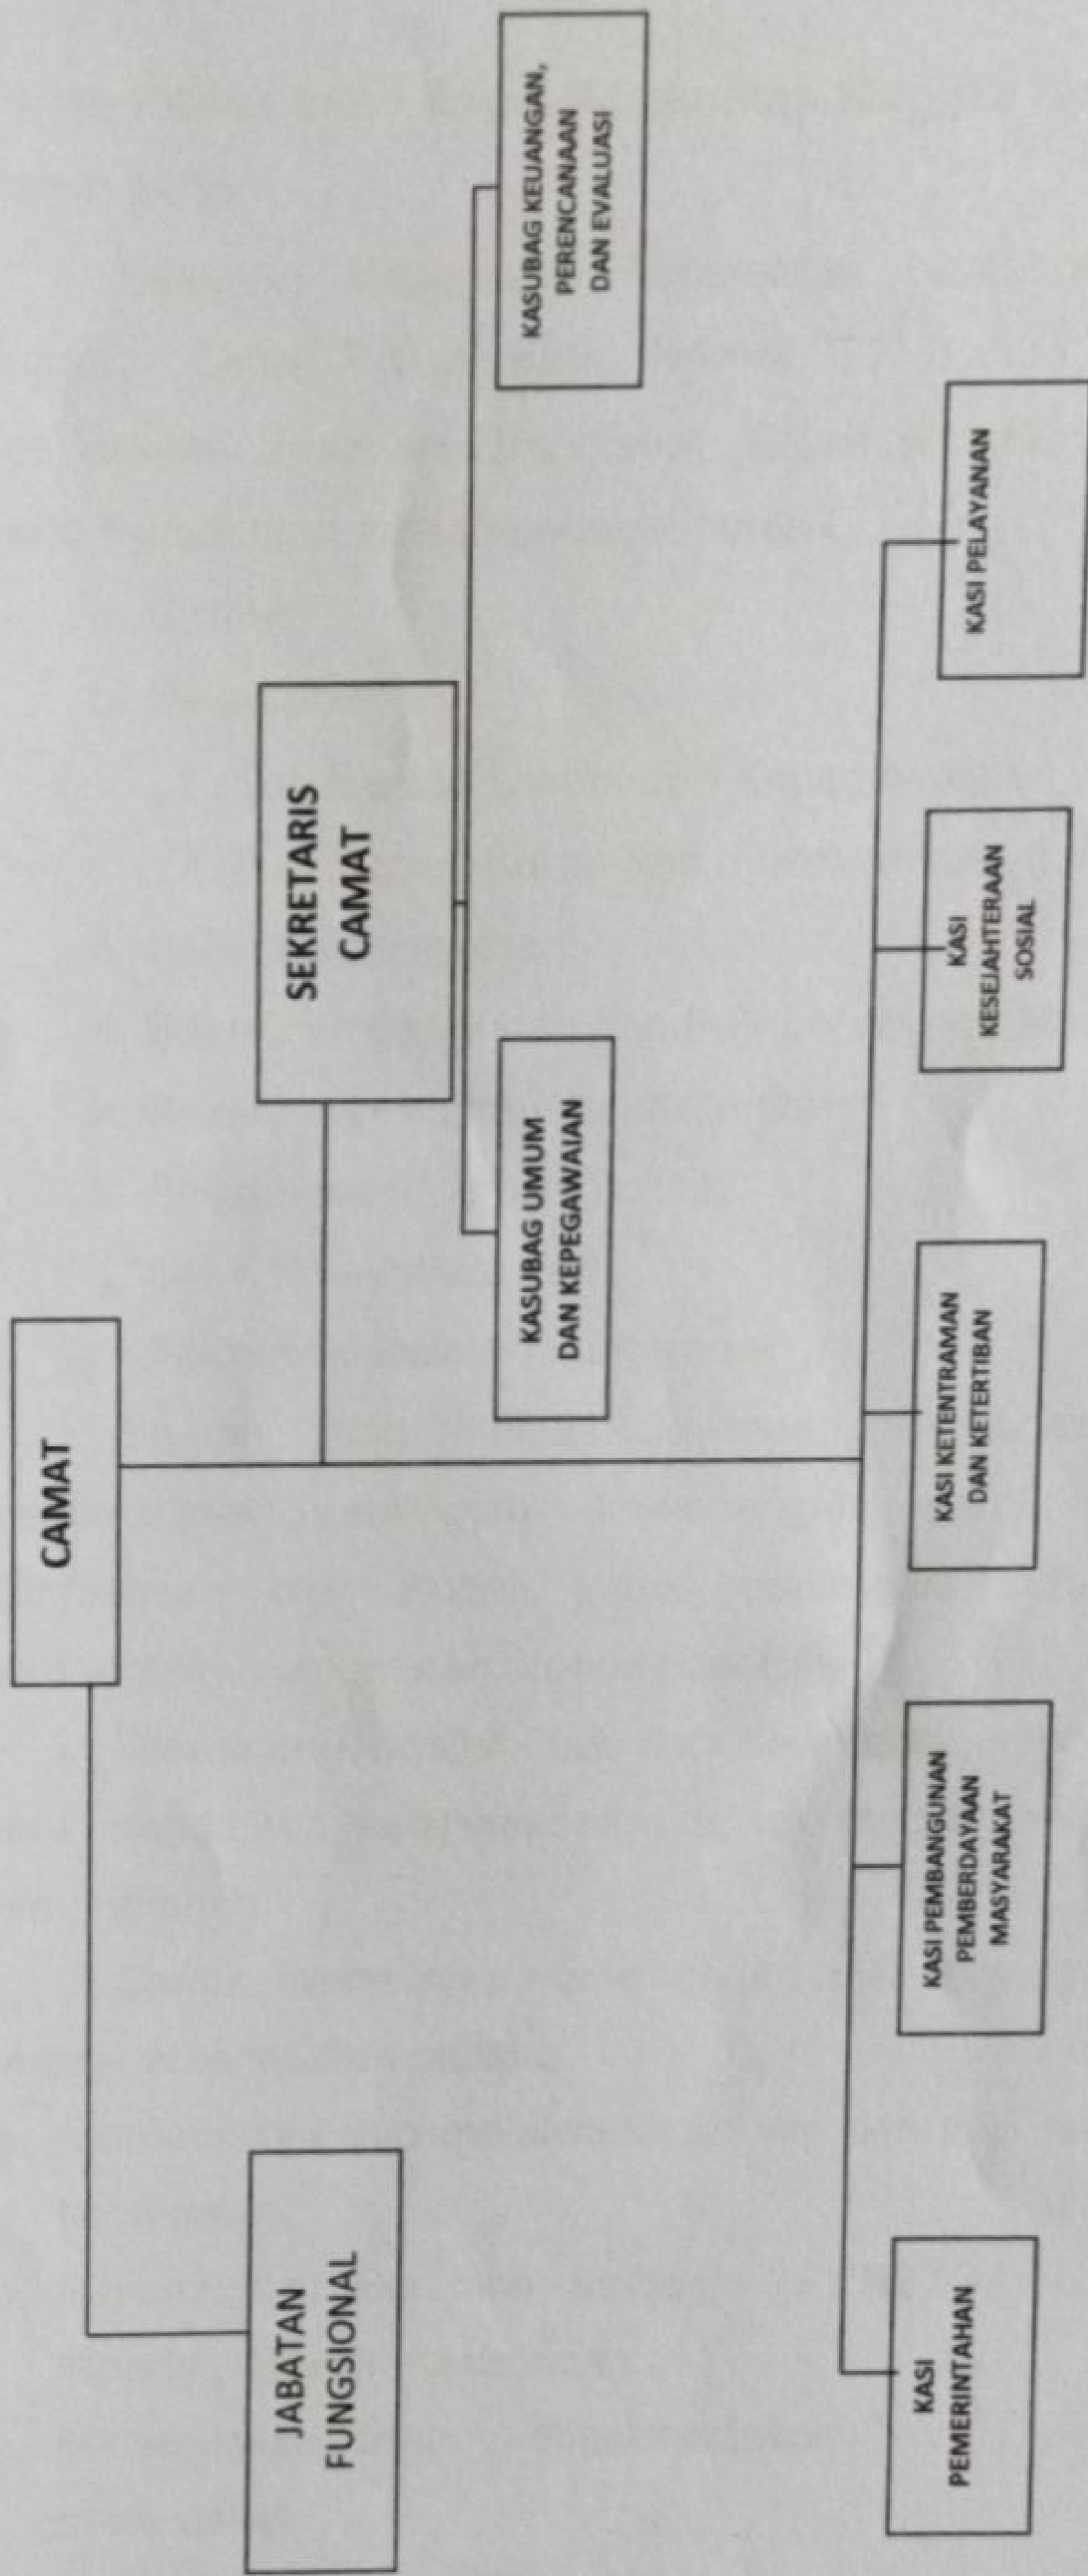 CAMAT
JABATAN
FUNGSIONAL
SEKRETARIS
CAMAT
KASUBAG UMUM
DAN KEPEGAWAIAN
KASUBAG KEUANGAN,
PERENCANAAN
DAN EVALUASI
KASI
PEMERINTAHAN
KASI PEMBANGUNAN
PEMBERDAYAAN
MASYARAKAT
KASI KETENTRAMAN
DAN KETERTIBAN
KASI
KESEJAHTERAAN
SOSIAL
KASI PELAYANAN